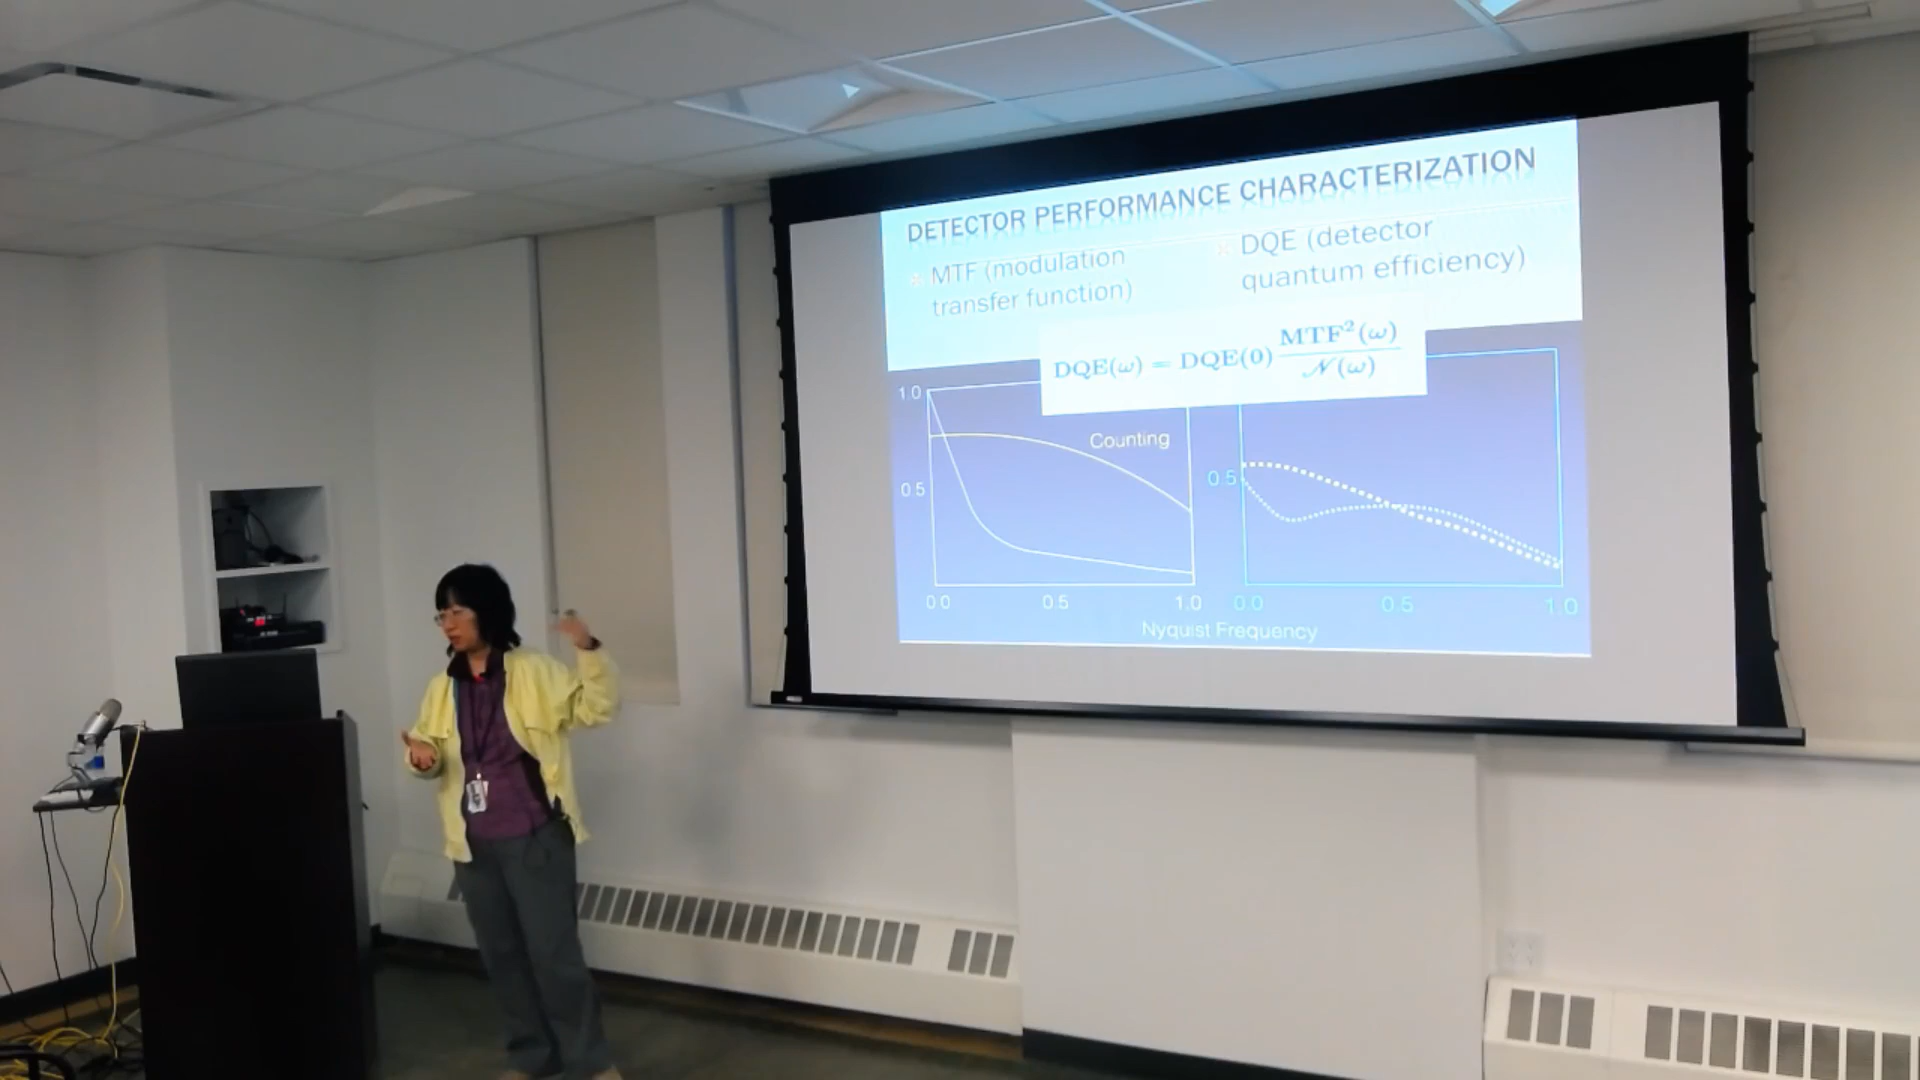 DETECTOR PERFORMANCE CHARACTERIZATION
MTF (modulation
transfer function)
DQE (detector
quantum efficiency)
DQE(ω) = DQE(0) MTF²(ω) / 𝒩(ω)
1.0
Counting
0.5
0.0 0.5 1.0
0.5
0.0 0.5 1.0
Nyquist Frequency